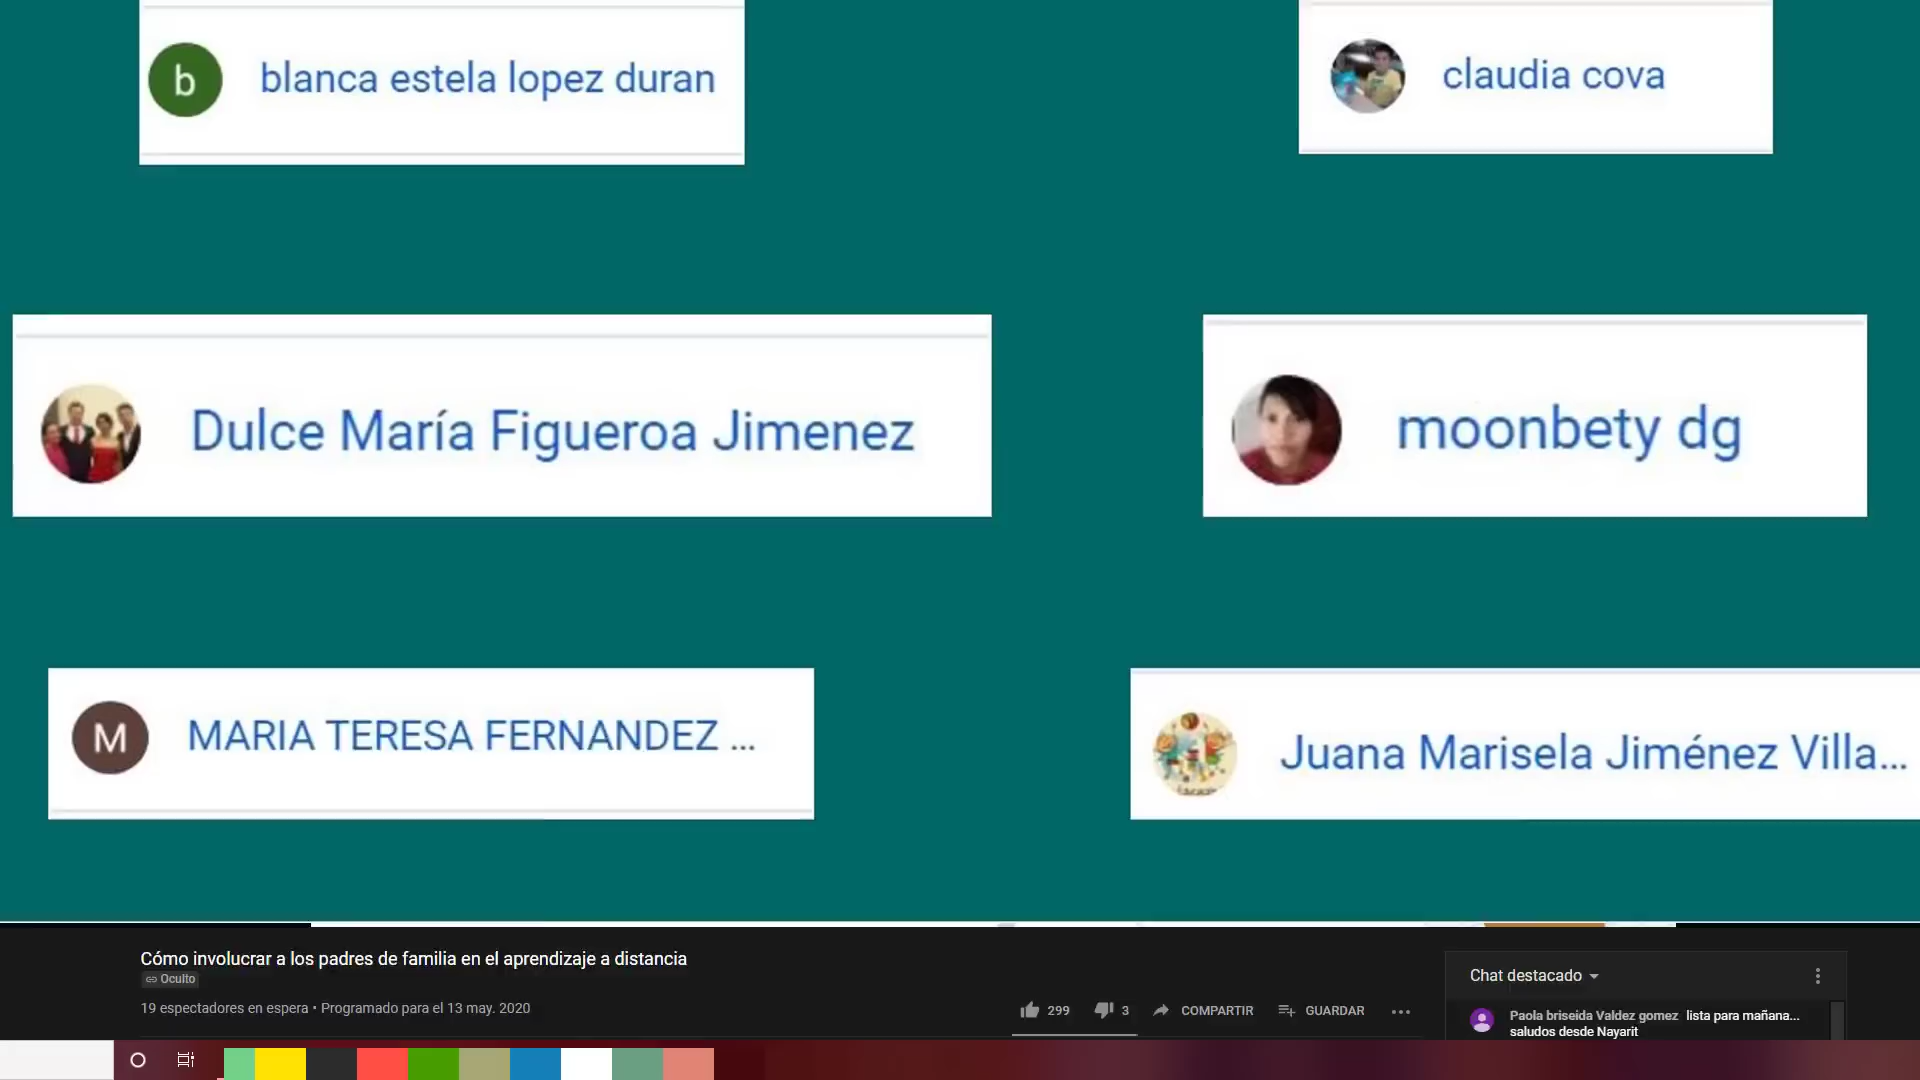 b blanca estela lopez duran
claudia cova
Dulce María Figueroa Jimenez
moonbety dg
M MARIA TERESA FERNANDEZ ...
Juana Marisela Jiménez Villa...
Cómo involucrar a los padres de familia en el aprendizaje a distancia
Oculto
19 espectadores en espera • Programado para el 13 may. 2020
299 3 COMPARTIR GUARDAR
Chat destacado
Paola briseida Valdez gomez lista para mañana...
saludos desde Nayarit